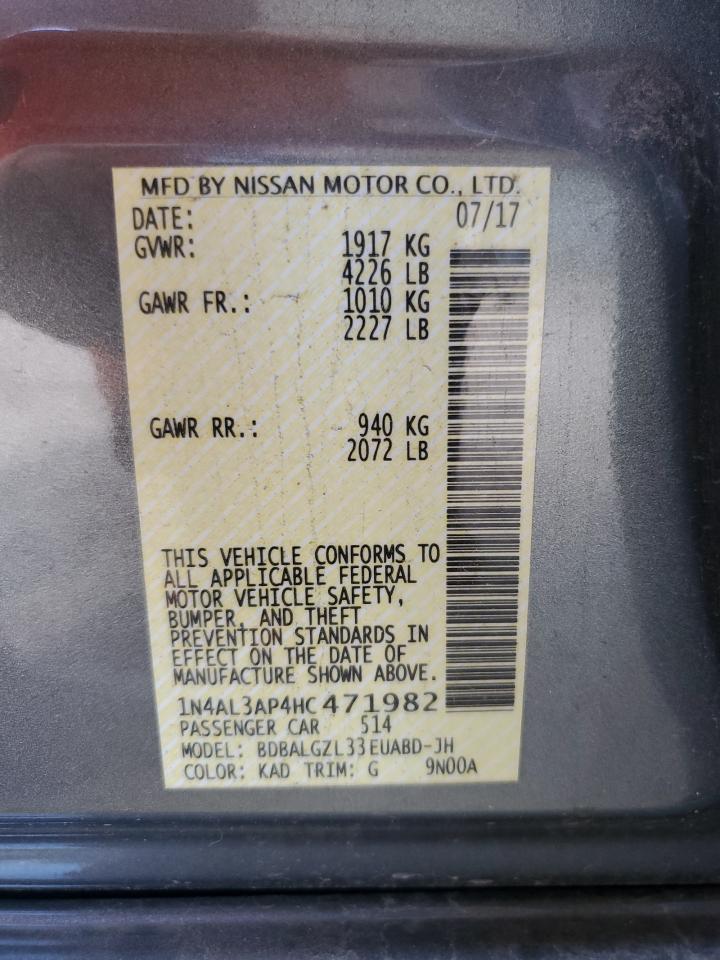 MFD BY NISSAN MOTOR CO., LTD.
DATE: 07/17
GVWR: 1917 KG
4226 LB
GAWR FR.: 1010 KG
2227 LB
GAWR RR.: 940 KG
2072 LB
THIS VEHICLE CONFORMS TO
ALL APPLICABLE FEDERAL
MOTOR VEHICLE SAFETY,
BUMPER, AND THEFT
PREVENTION STANDARDS IN
EFFECT ON THE DATE OF
MANUFACTURE SHOWN ABOVE.
1N4AL3AP4HC471982
PASSENGER CAR 514
MODEL: BDBALGZL33EUABD-JH
COLOR: KAD TRIM: G 9N00A